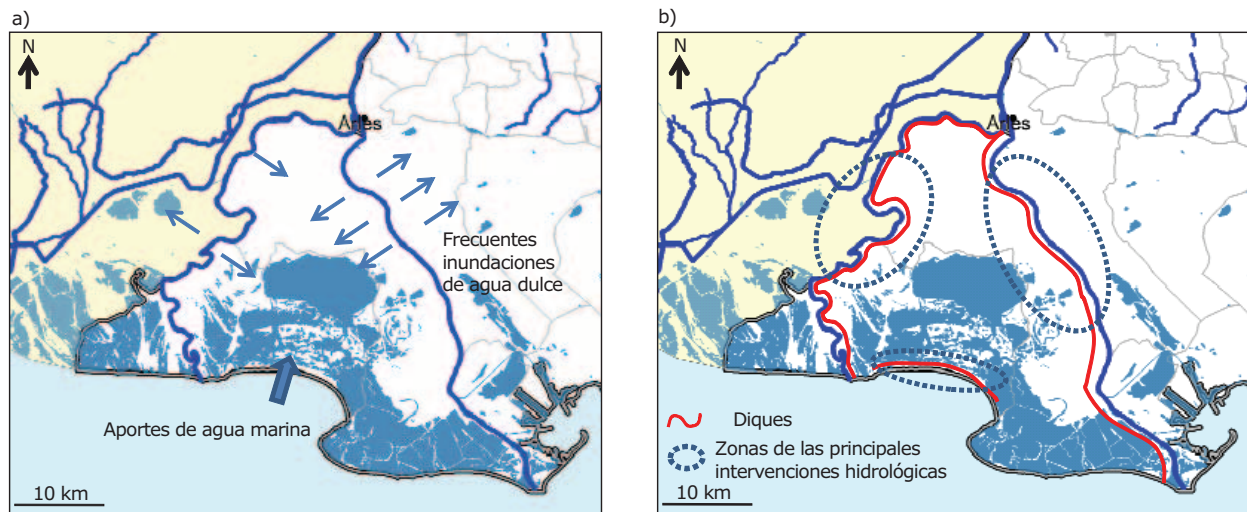 a)
N
Arles
Frecuentes
inundaciones
de agua dulce
Aportes de agua marina
10 km
b)
N
Arles
Diques
Zonas de las principales
intervenciones hidrológicas
10 km